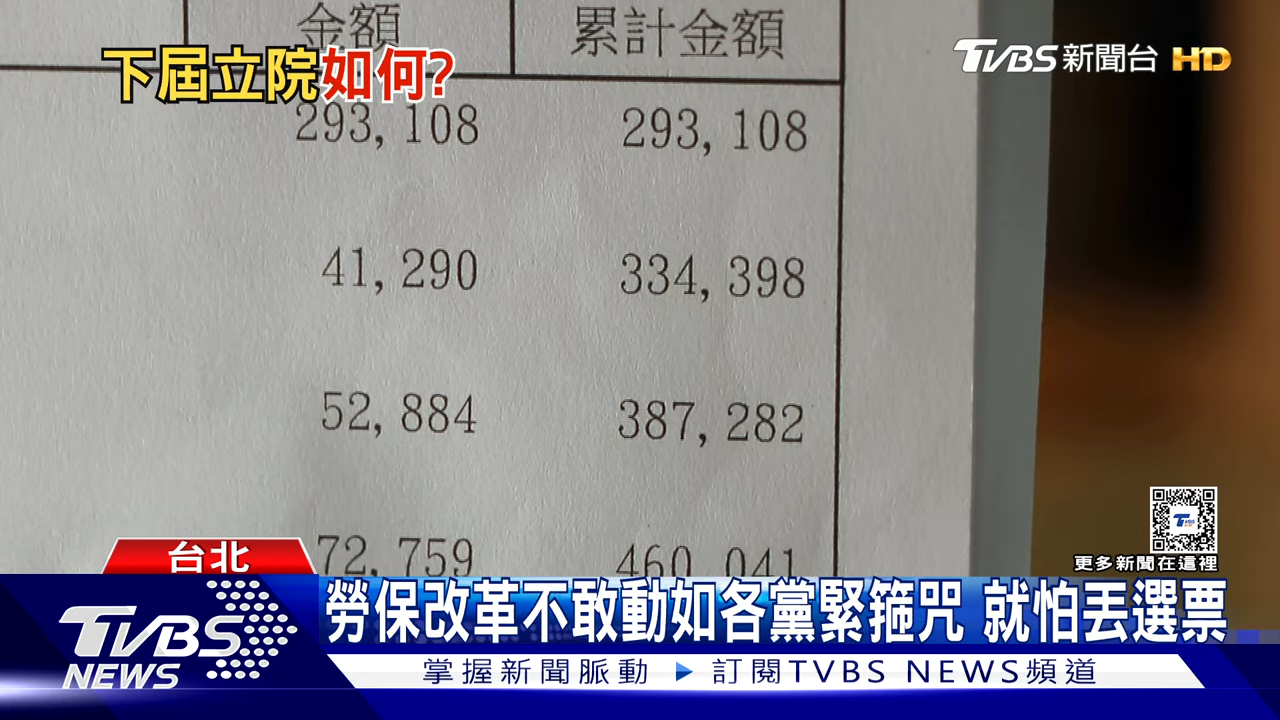 金額 累計金額
下屆立院如何?
TVBS新聞台 HD
293,108 293,108
41,290 334,398
52,884 387,282
72,759 460,041
更多新聞在這裡
台北
勞保改革不敢動如各黨緊箍咒 就怕丟選票
TVBS NEWS
掌握新聞脈動 ▶ 訂閱TVBS NEWS頻道